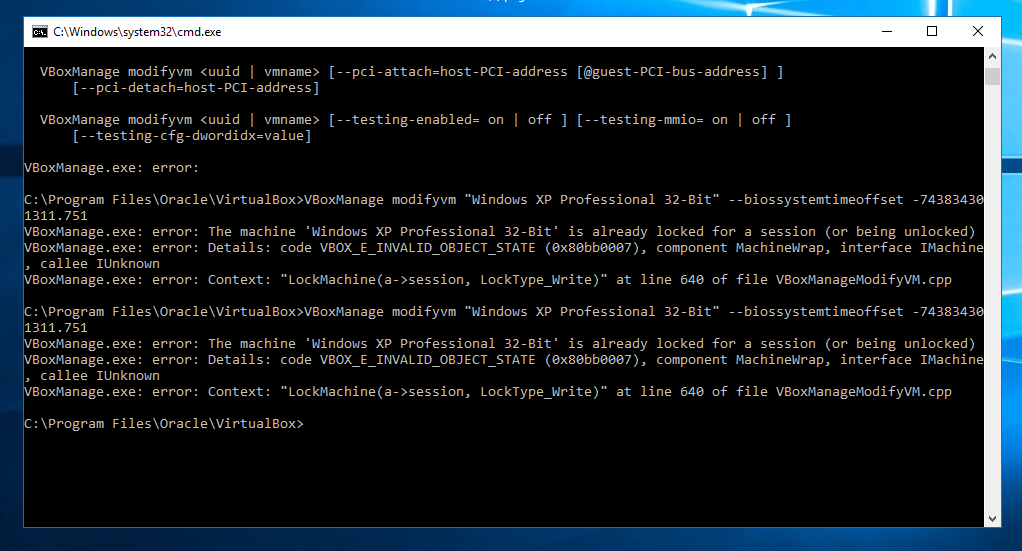 C:\Windows\system32\cmd.exe
VBoxManage modifyvm <uuid | vmname> [--pci-attach=host-PCI-address [@guest-PCI-bus-address] ]
[--pci-detach=host-PCI-address]
VBoxManage modifyvm <uuid | vmname> [--testing-enabled= on | off ] [--testing-mmio= on | off ]
[--testing-cfg-dwordidx=value]
VBoxManage.exe: error:
C:\Program Files\Oracle\VirtualBox>VBoxManage modifyvm "Windows XP Professional 32-Bit" --biossystemtimeoffset -74383430
1311.751
VBoxManage.exe: error: The machine 'Windows XP Professional 32-Bit' is already locked for a session (or being unlocked)
VBoxManage.exe: error: Details: code VBOX_E_INVALID_OBJECT_STATE (0x80bb0007), component MachineWrap, interface IMachine
, callee IUnknown
VBoxManage.exe: error: Context: "LockMachine(a->session, LockType_Write)" at line 640 of file VBoxManageModifyVM.cpp
C:\Program Files\Oracle\VirtualBox>VBoxManage modifyvm "Windows XP Professional 32-Bit" --biossystemtimeoffset -74383430
1311.751
VBoxManage.exe: error: The machine 'Windows XP Professional 32-Bit' is already locked for a session (or being unlocked)
VBoxManage.exe: error: Details: code VBOX_E_INVALID_OBJECT_STATE (0x80bb0007), component MachineWrap, interface IMachine
, callee IUnknown
VBoxManage.exe: error: Context: "LockMachine(a->session, LockType_Write)" at line 640 of file VBoxManageModifyVM.cpp
C:\Program Files\Oracle\VirtualBox>